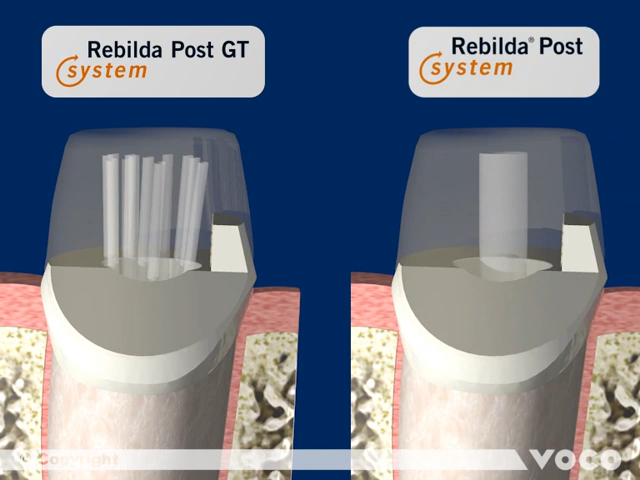 Rebilda Post GT
system
Rebilda® Post
system
© Copyright
VOCO